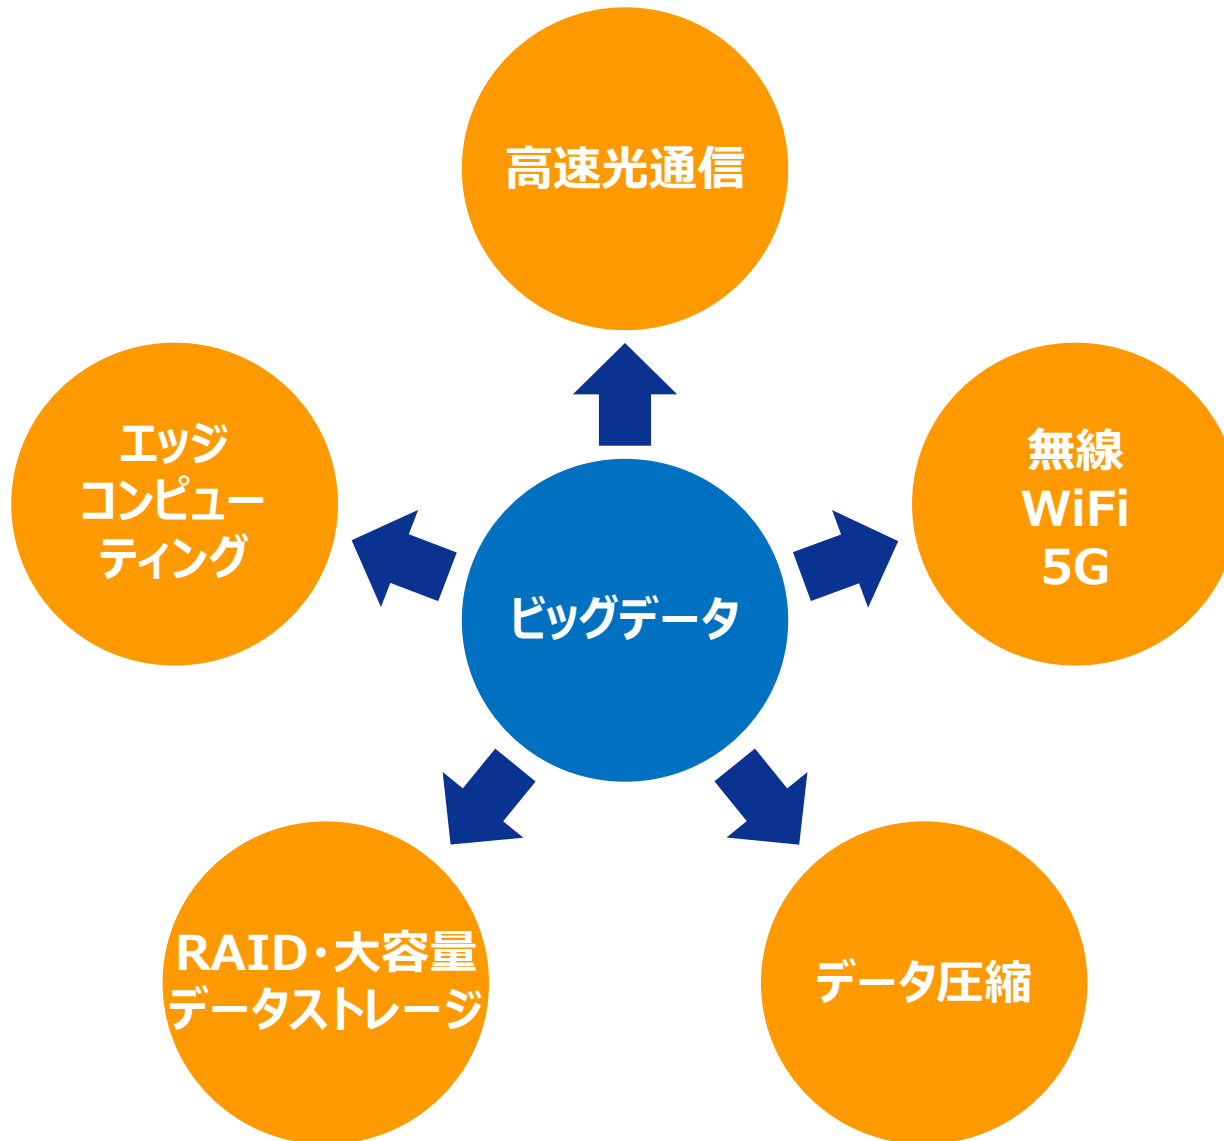 高速光通信
エッジ
コンピュー
ティング
無線
WiFi
5G
ビッグデータ
RAID・大容量
データストレージ
データ圧縮